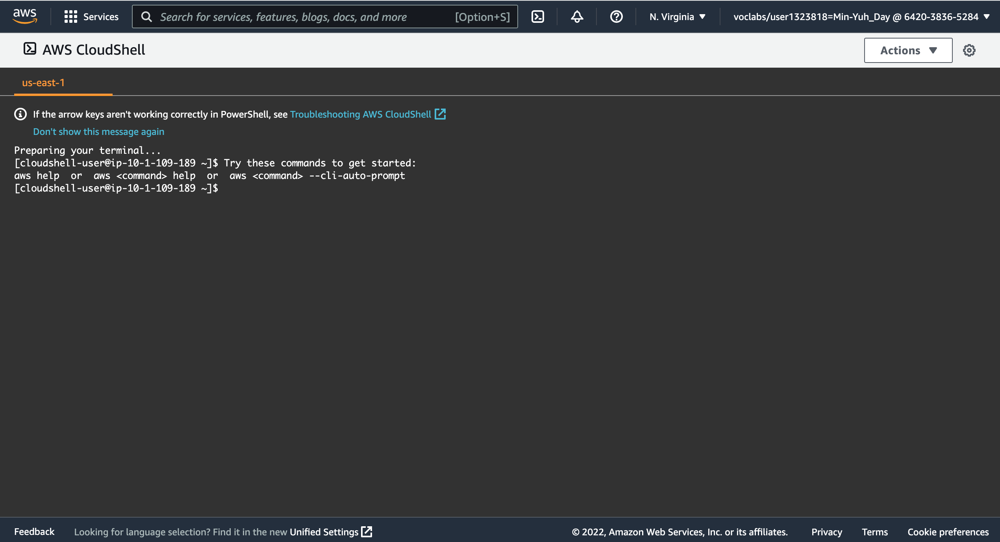 aws
Services
Search for services, features, blogs, docs, and more
[Option+S]
N. Virginia
voclabs/user1323818=Min-Yuh_Day @ 6420-3836-5284
AWS CloudShell
Actions
us-east-1
If the arrow keys aren't working correctly in PowerShell, see Troubleshooting AWS CloudShell
Don't show this message again
Preparing your terminal...
[cloudshell-user@ip-10-1-109-189 ~]$ Try these commands to get started:
aws help  or  aws <command> help  or  aws <command> --cli-auto-prompt
[cloudshell-user@ip-10-1-109-189 ~]$
Feedback
Looking for language selection? Find it in the new Unified Settings
© 2022, Amazon Web Services, Inc. or its affiliates.
Privacy
Terms
Cookie preferences